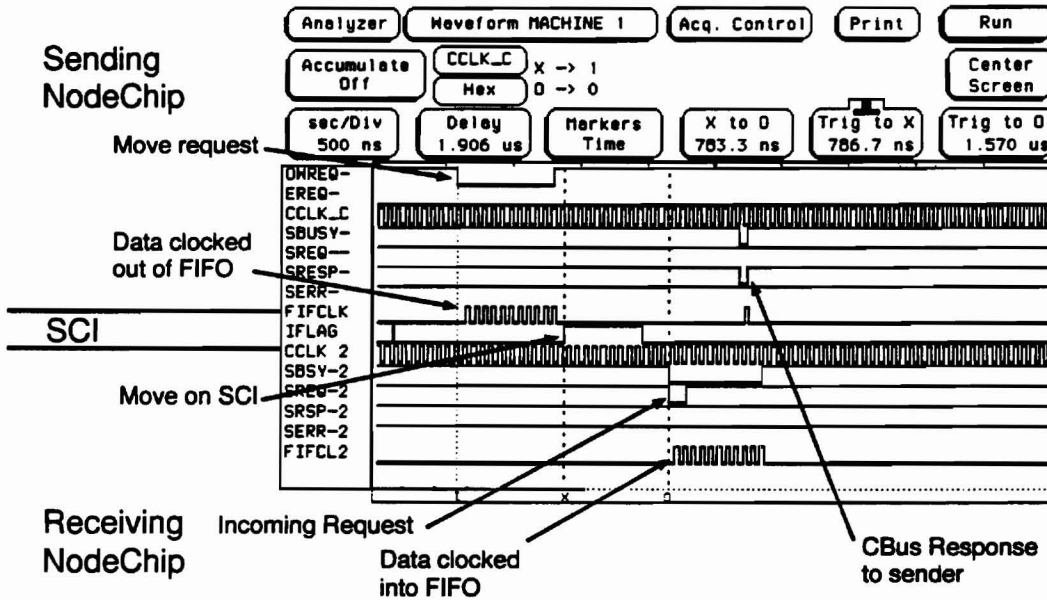 Analyzer Waveform MACHINE 1 Acq. Control Print Run
Sending
NodeChip
Accumulate
Off
CCLK_C X -> 1
Hex O -> 0
Center
Screen
sec/Div
500 ns
Delay
1.906 us
Markers
Time
X to O
783.3 ns
Trig to X
786.7 ns
Trig to O
1.570 us
Move request
OWREQ-
EREQ-
CCLK_C
SBUSY-
SREQ--
SRESP-
SERR-
FIFCLK
IFLAG
CCLK 2
SBSY-2
SREQ-2
SRSP-2
SERR-2
FIFCL2
Data clocked
out of FIFO
SCI
Move on SCI
x o
Receiving
NodeChip
Incoming Request
Data clocked
into FIFO
CBus Response
to sender